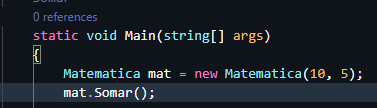 0 references
static void Main(string[] args)
{
Matematica mat = new Matematica(10, 5);
mat.Somar();